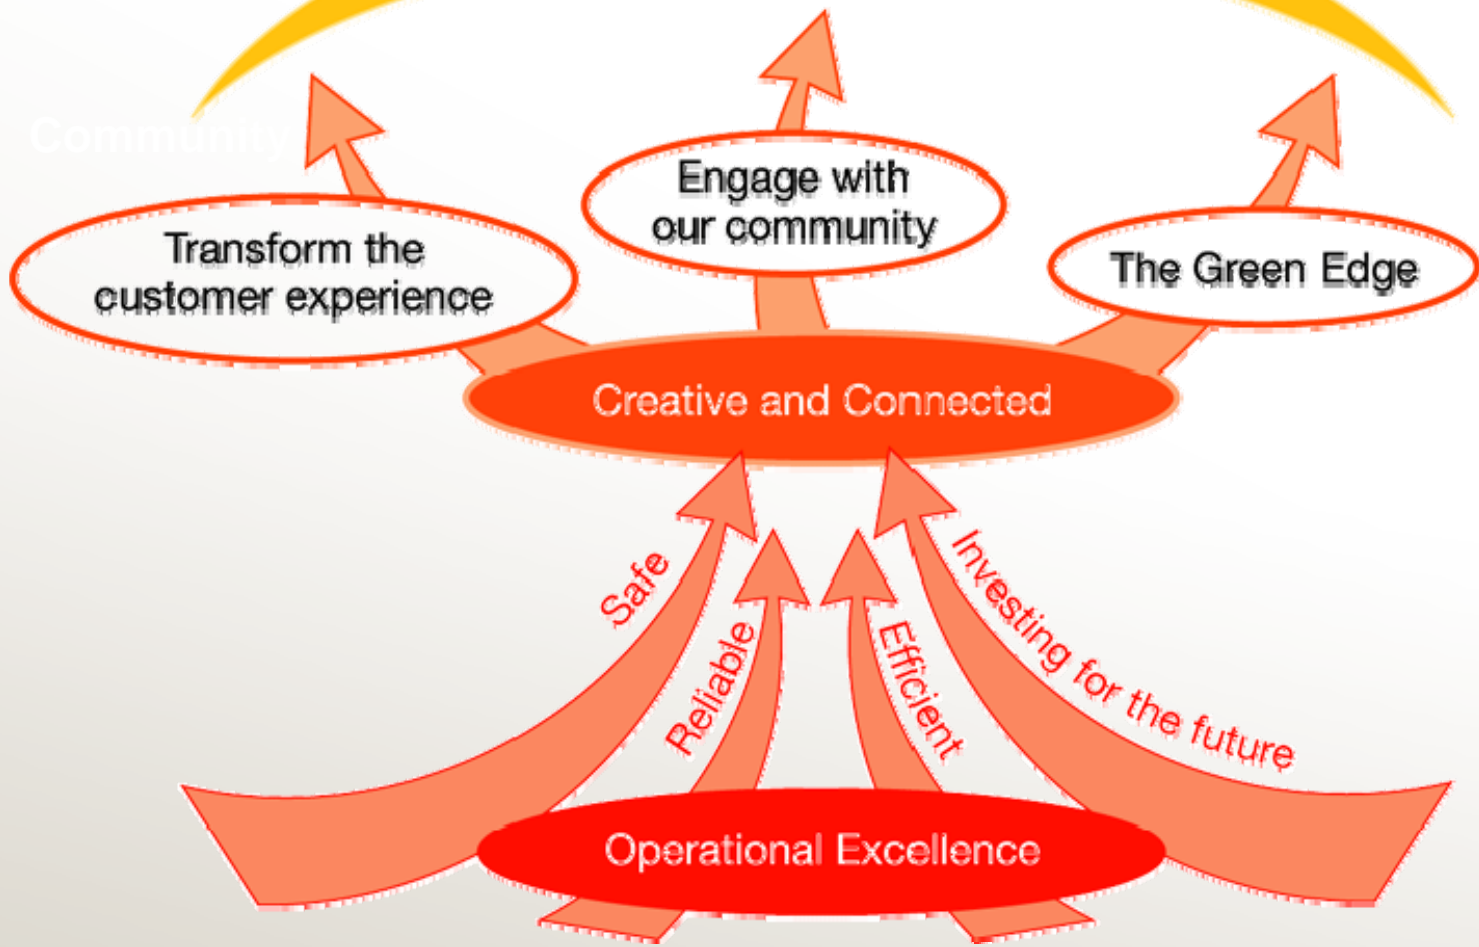 Community
Engage with
our community
Transform the
customer experience
The Green Edge
Creative and Connected
Safe
Reliable
Efficient
Investing for the future
Operational Excellence